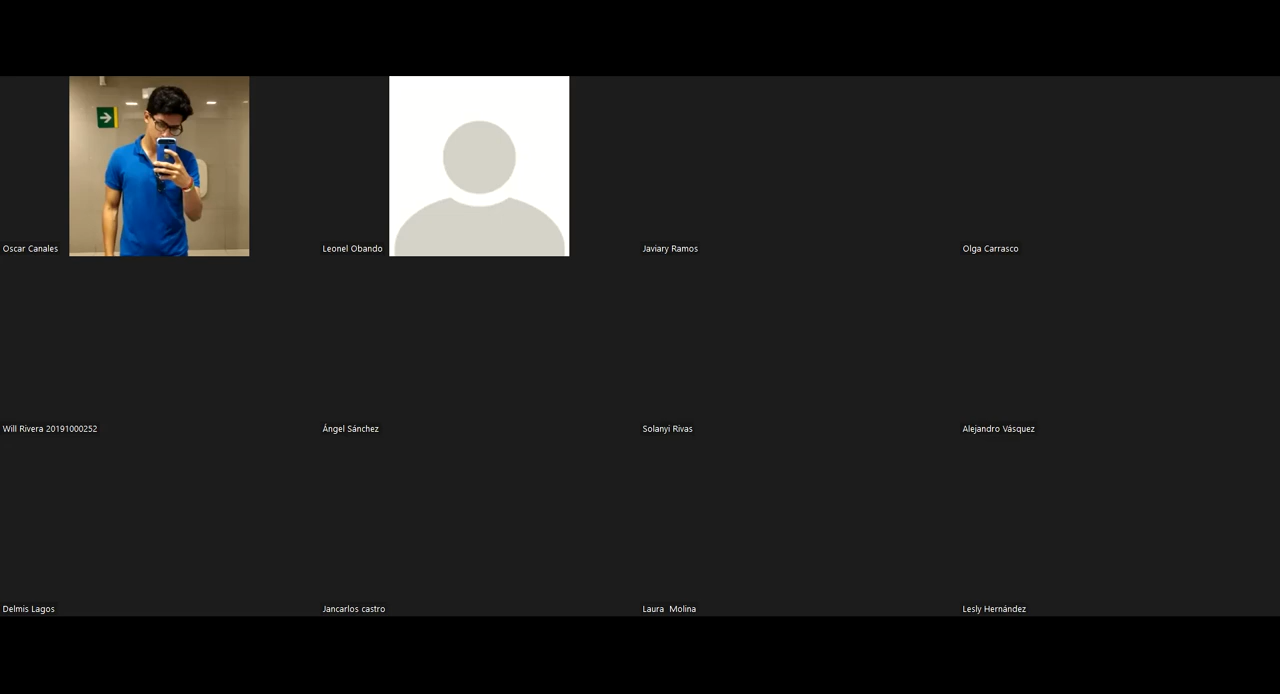 Oscar Canales
Leonel Obando
Javiary Ramos
Olga Carrasco
Will Rivera 20191000252
Ángel Sánchez
Solanyi Rivas
Alejandro Vásquez
Delmis Lagos
Jancarlos castro
Laura  Molina
Lesly Hernández